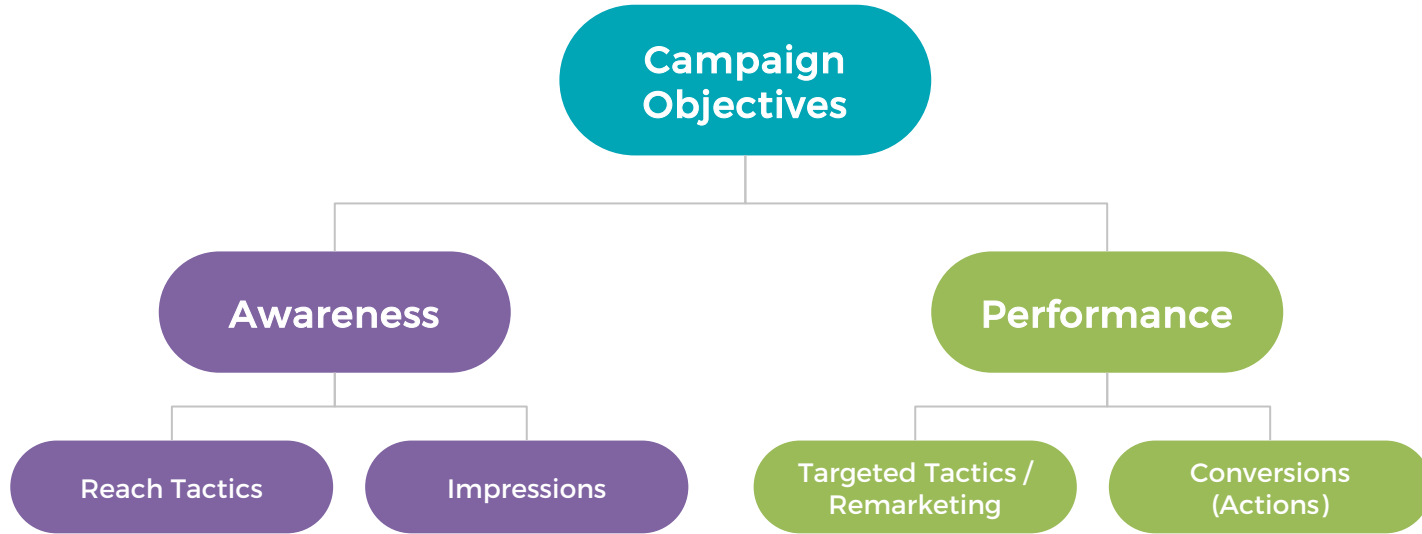 Campaign
Objectives
Awareness
Performance
Reach Tactics
Impressions
Targeted Tactics /
Remarketing
Conversions
(Actions)